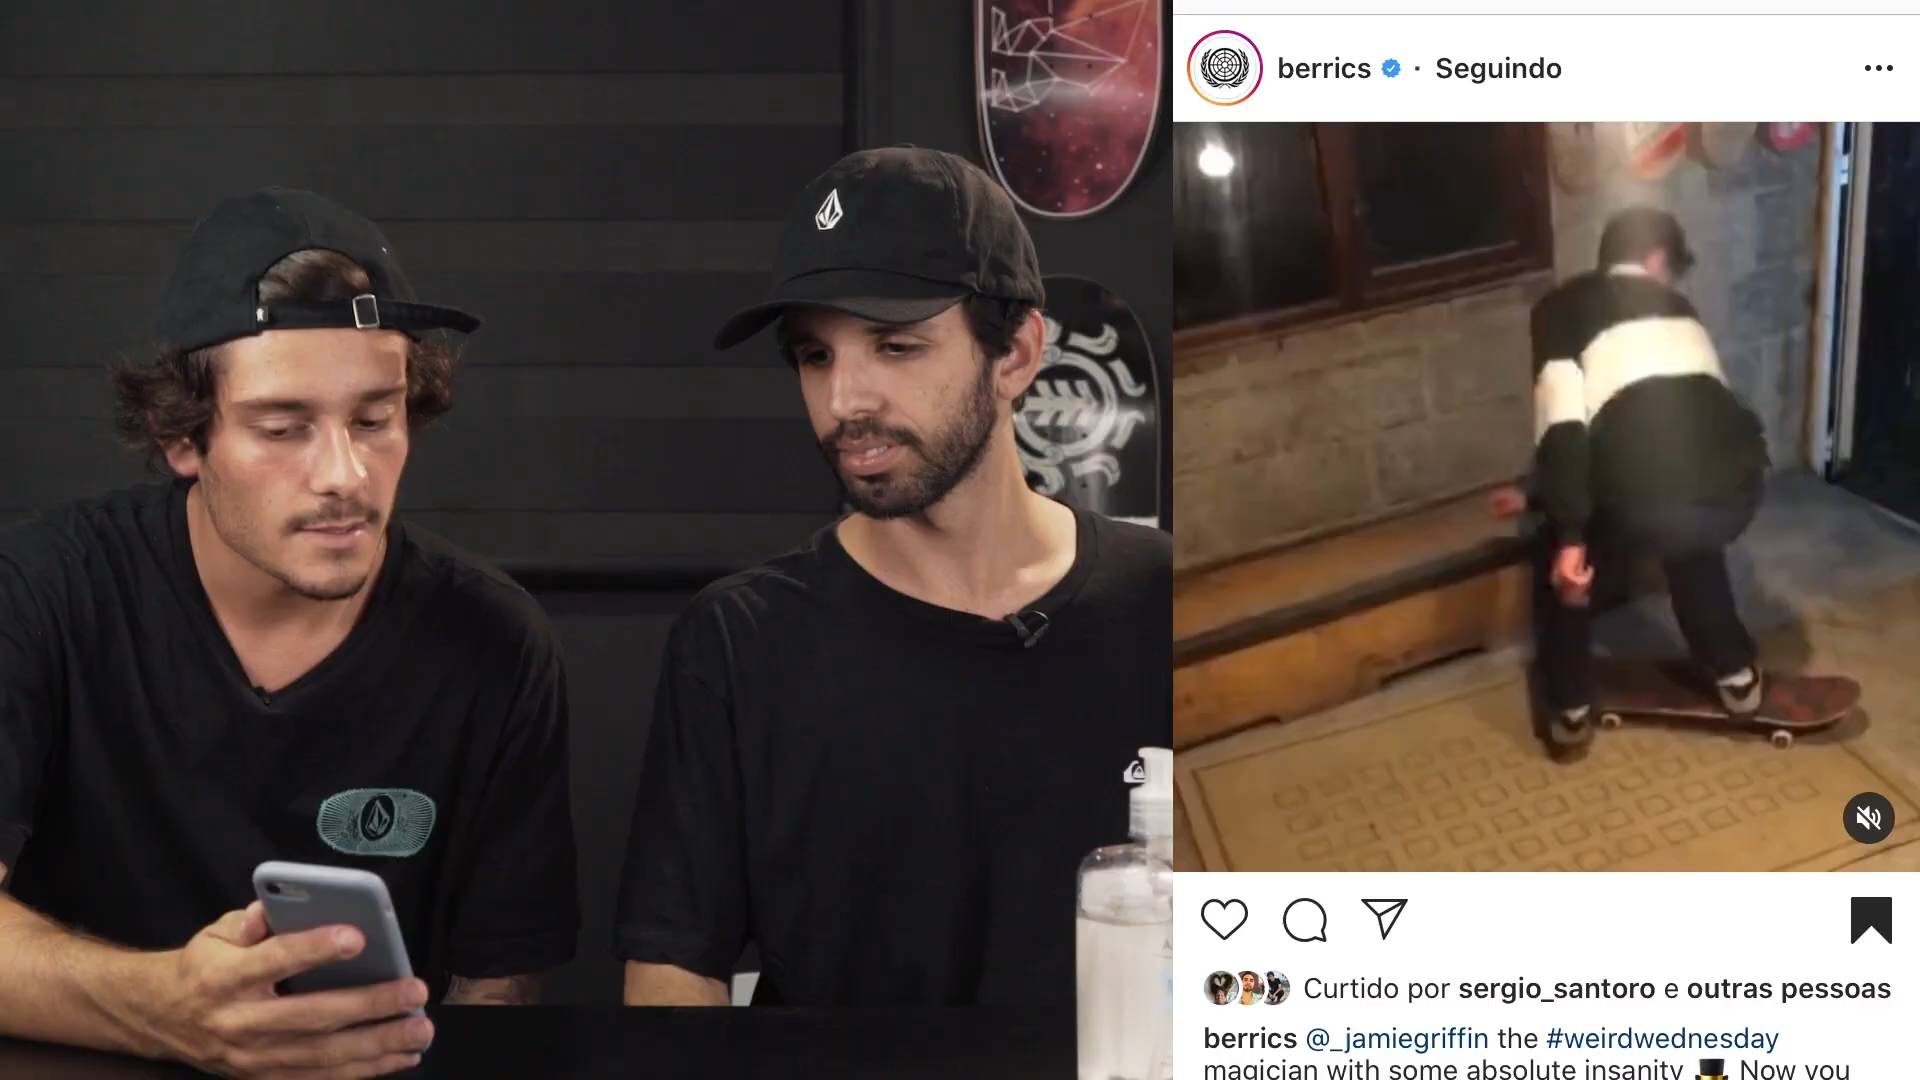 berrics · Seguindo
Curtido por sergio_santoro e outras pessoas
berrics @_jamiegriffin the #weirdwednesday
magician with some absolute insanity 🎩 Now you